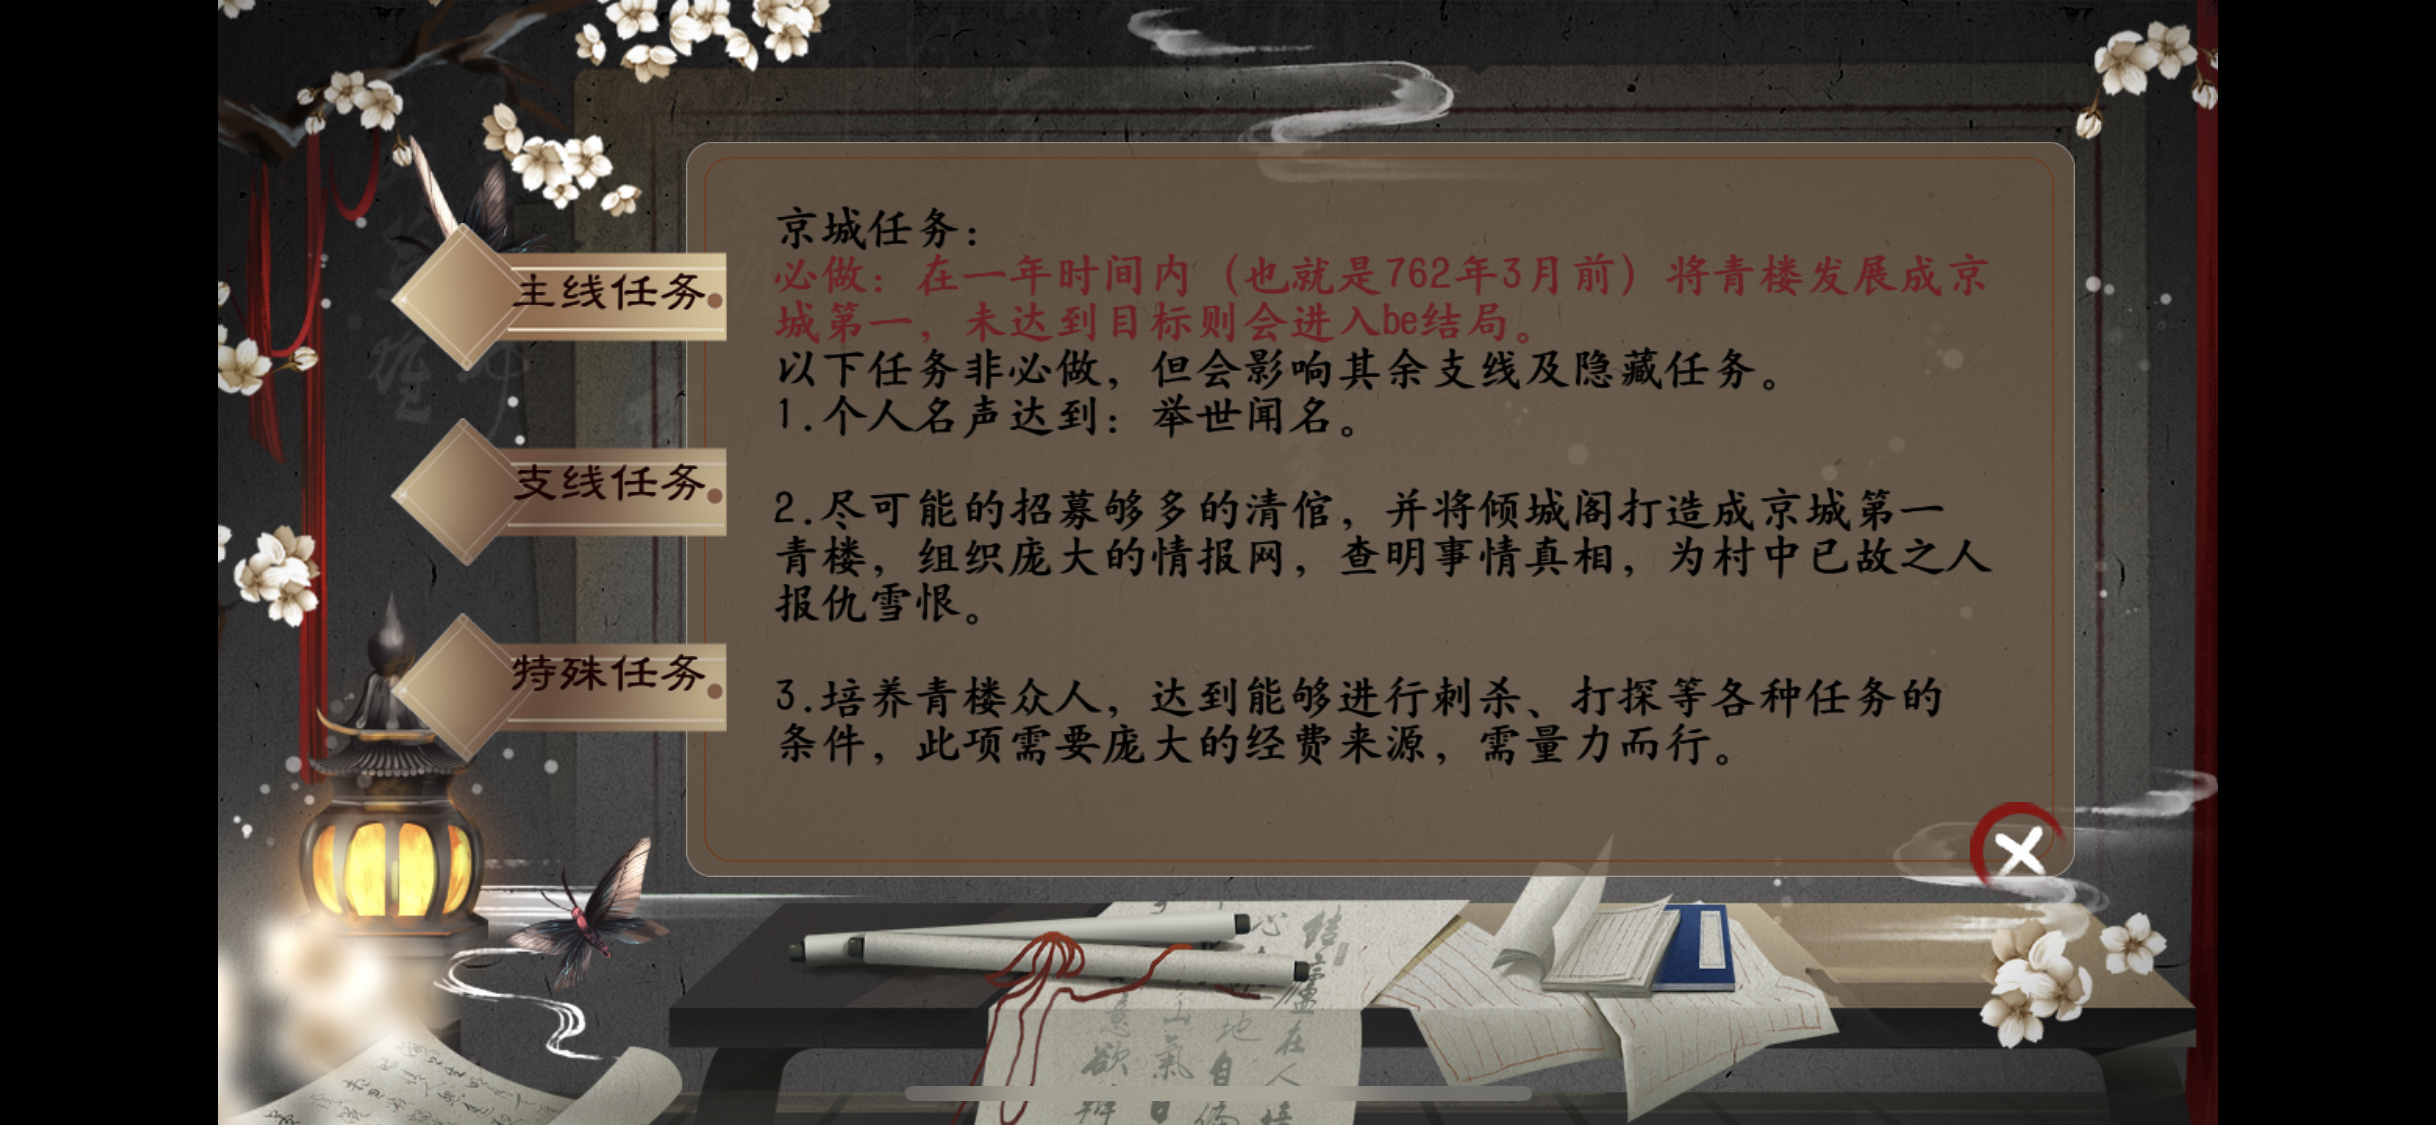 主线任务
支线任务
特殊任务
京城任务：
必做：在一年时间内（也就是762年3月前）将青楼发展成京
城第一，未达到目标则会进入be结局。
以下任务非必做，但会影响其余支线及隐藏任务。
1.个人名声达到：举世闻名。
2.尽可能的招募够多的清倌，并将倾城阁打造成京城第一
青楼，组织庞大的情报网，查明事情真相，为村中已故之人
报仇雪恨。
3.培养青楼众人，达到能够进行刺杀、打探等各种任务的
条件，此项需要庞大的经费来源，需量力而行。